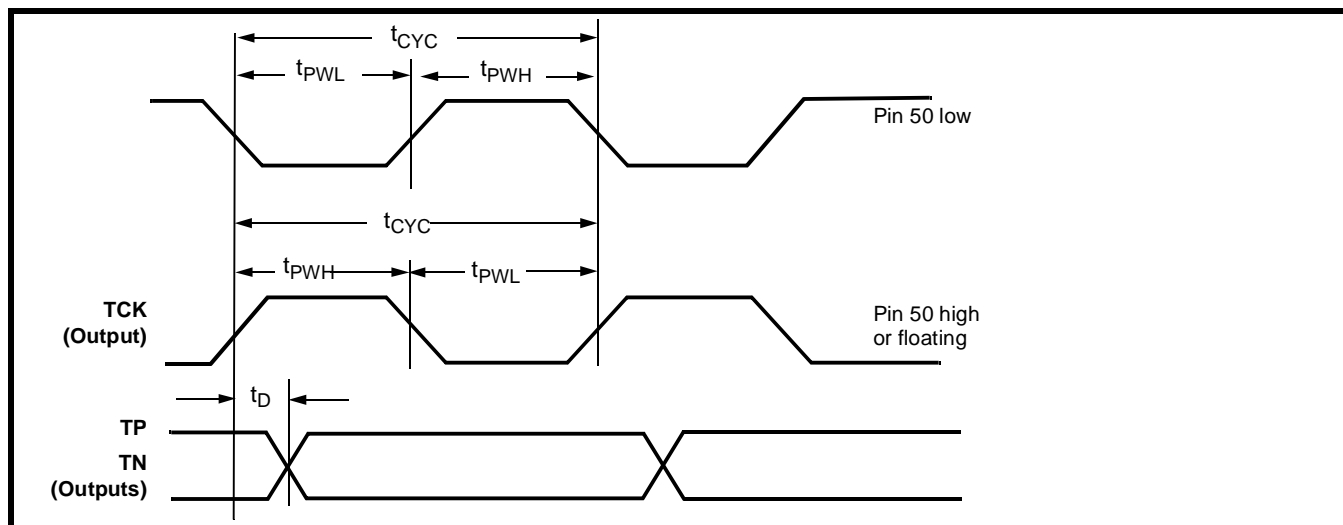 tCYC
tPWL
tPWH
Pin 50 low
tCYC
tPWH
tPWL
TCK
(Output)
Pin 50 high
or floating
tD
TP
TN
(Outputs)